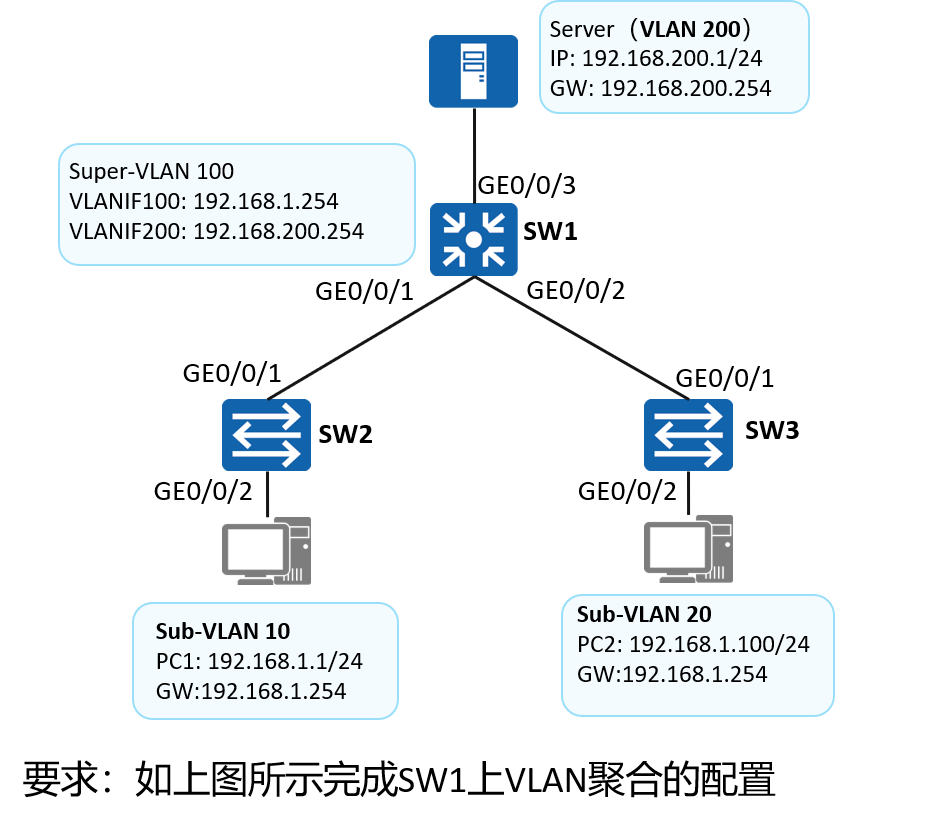 Server（VLAN 200）
IP: 192.168.200.1/24
GW: 192.168.200.254
Super-VLAN 100
VLANIF100: 192.168.1.254
VLANIF200: 192.168.200.254
GE0/0/3
SW1
GE0/0/1
GE0/0/2
GE0/0/1
GE0/0/1
SW2
SW3
GE0/0/2
GE0/0/2
Sub-VLAN 10
PC1: 192.168.1.1/24
GW:192.168.1.254
Sub-VLAN 20
PC2: 192.168.1.100/24
GW:192.168.1.254
要求：如上图所示完成SW1上VLAN聚合的配置